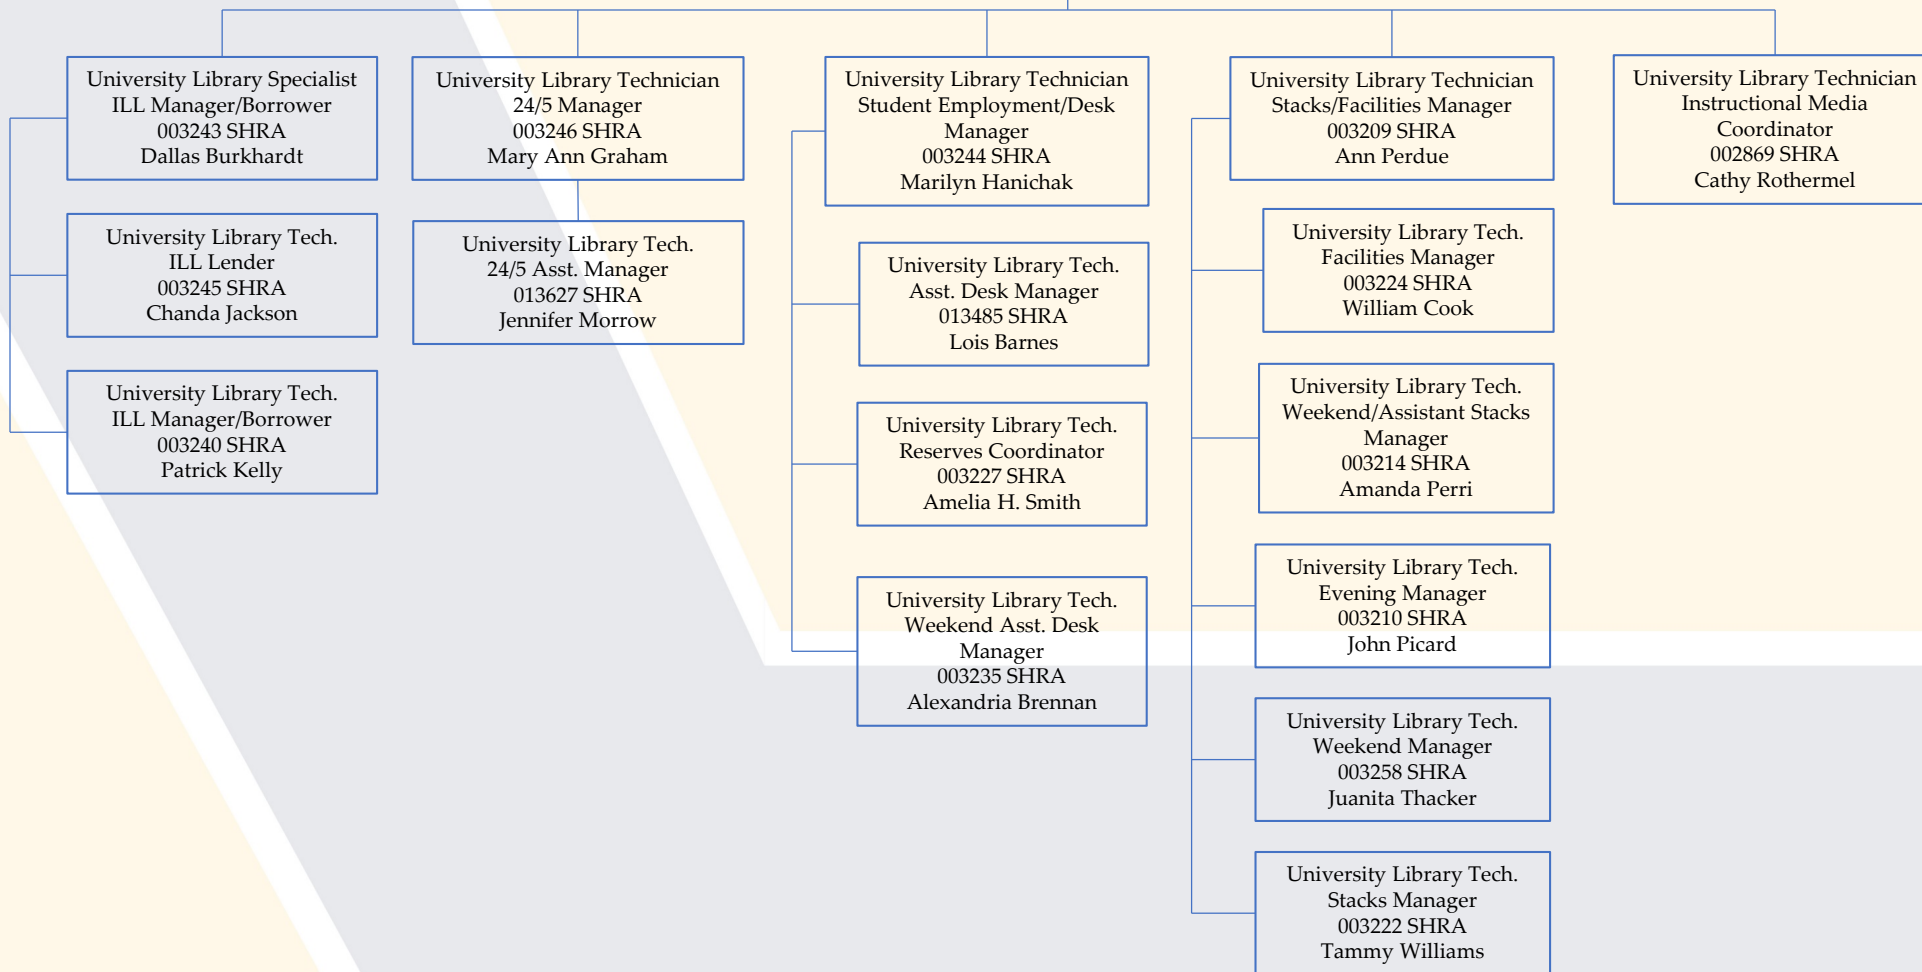 University Library Specialist
ILL Manager/Borrower
003243 SHRA
Dallas Burkhardt
University Library Tech.
ILL Lender
003245 SHRA
Chanda Jackson
University Library Tech.
ILL Manager/Borrower
003240 SHRA
Patrick Kelly
University Library Technician
24/5 Manager
003246 SHRA
Mary Ann Graham
University Library Tech.
24/5 Asst. Manager
013627 SHRA
Jennifer Morrow
University Library Technician
Student Employment/Desk
Manager
003244 SHRA
Marilyn Hanichak
University Library Tech.
Asst. Desk Manager
013485 SHRA
Lois Barnes
University Library Tech.
Reserves Coordinator
003227 SHRA
Amelia H. Smith
University Library Tech.
Weekend Asst. Desk
Manager
003235 SHRA
Alexandria Brennan
University Library Technician
Stacks/Facilities Manager
003209 SHRA
Ann Perdue
University Library Tech.
Facilities Manager
003224 SHRA
William Cook
University Library Tech.
Weekend/Assistant Stacks
Manager
003214 SHRA
Amanda Perri
University Library Tech.
Evening Manager
003210 SHRA
John Picard
University Library Tech.
Weekend Manager
003258 SHRA
Juanita Thacker
University Library Tech.
Stacks Manager
003222 SHRA
Tammy Williams
University Library Technician
Instructional Media
Coordinator
002869 SHRA
Cathy Rothermel